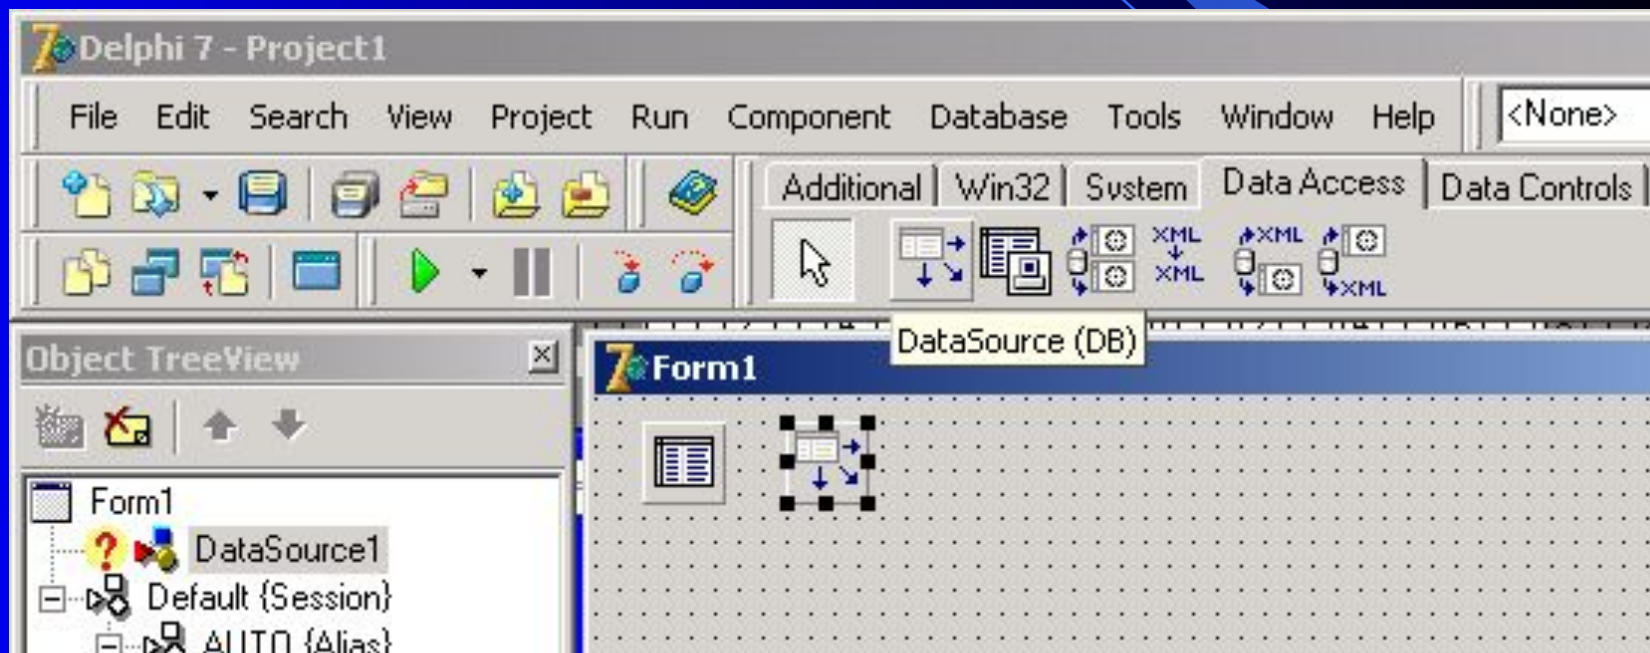 Delphi 7 - Project1
File Edit Search View Project Run Component Database Tools Window Help <None>
Additional Win32 System Data Access Data Controls
XML XML XML XML
DataSource (DB)
Object TreeView
Form1
Form1
DataSource1
Default {Session}
AUTO {Alias}